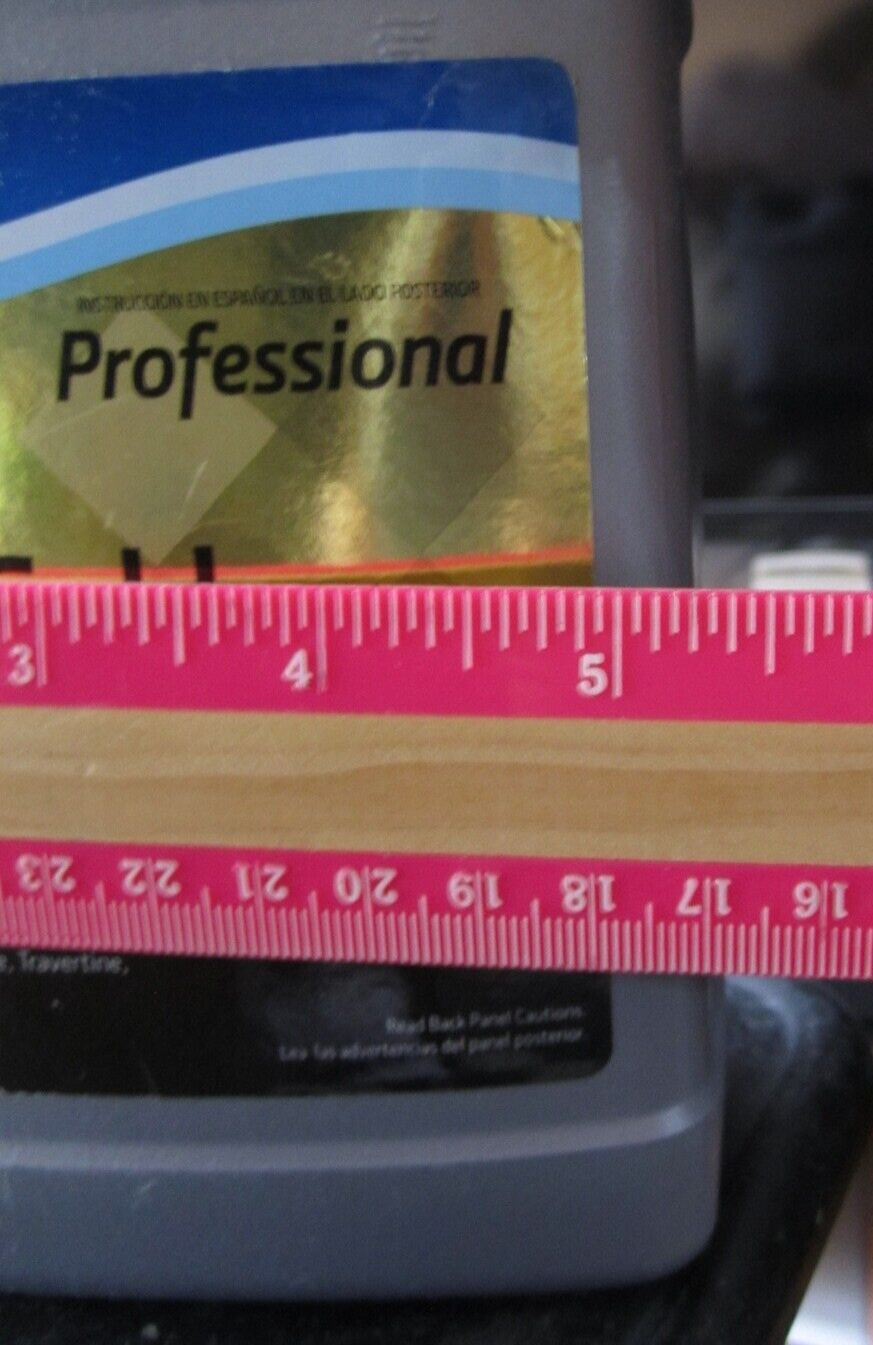 INSTRUCCIÓN EN ESPAÑOL EN EL LADO POSTERIOR
Professional
3 4 5
23 22 21 20 19 18 17 16
, Travertine,
Read Back Panel Cautions
Lea las advertencias del panel posterior